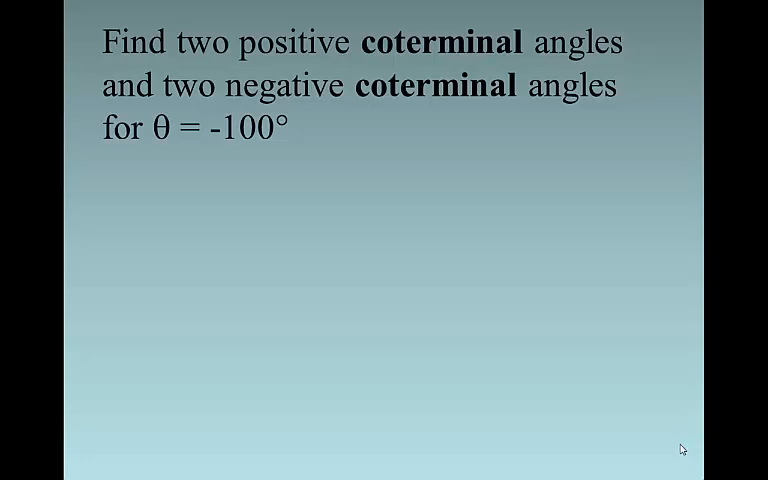 Find two positive coterminal angles
and two negative coterminal angles
for θ = -100°